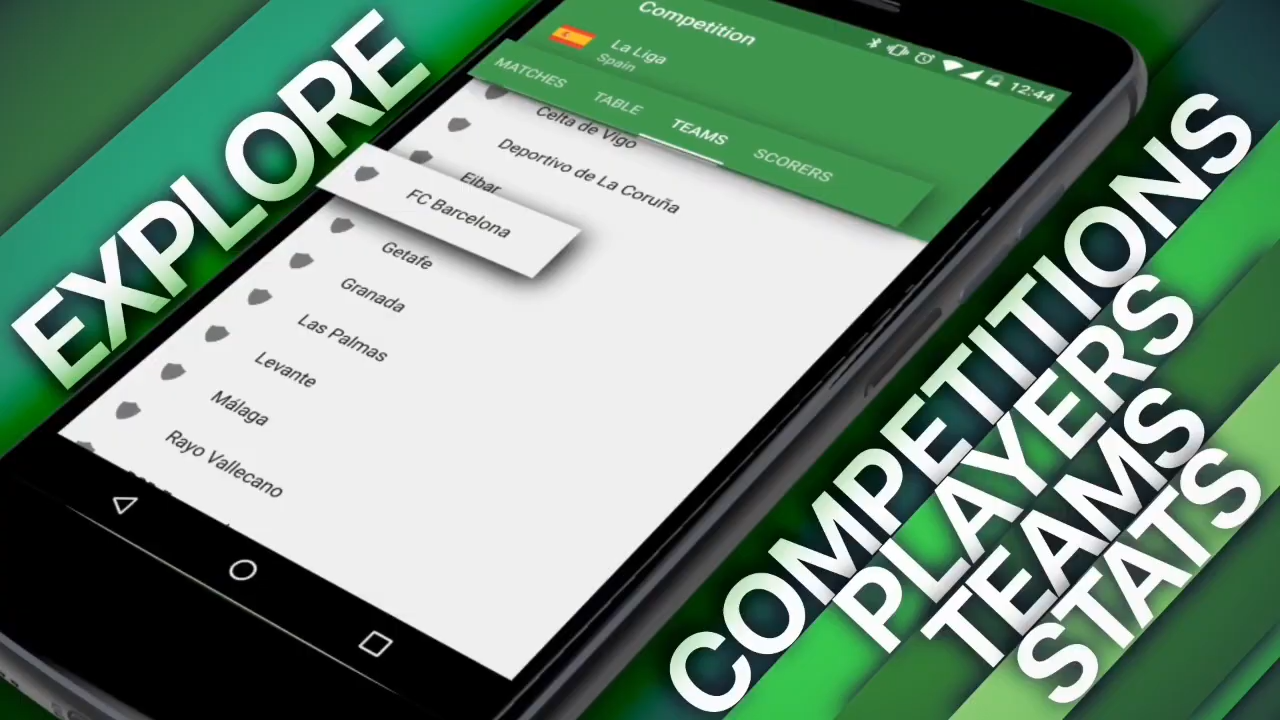 EXPLORE
Competition
12:44
La Liga
Spain
MATCHES TABLE TEAMS SCORERS
Celta de Vigo
Deportivo de La Coruña
Eibar
FC Barcelona
Getafe
Granada
Las Palmas
Levante
Málaga
Rayo Vallecano
COMPETITIONS
PLAYERS
TEAMS
STATS